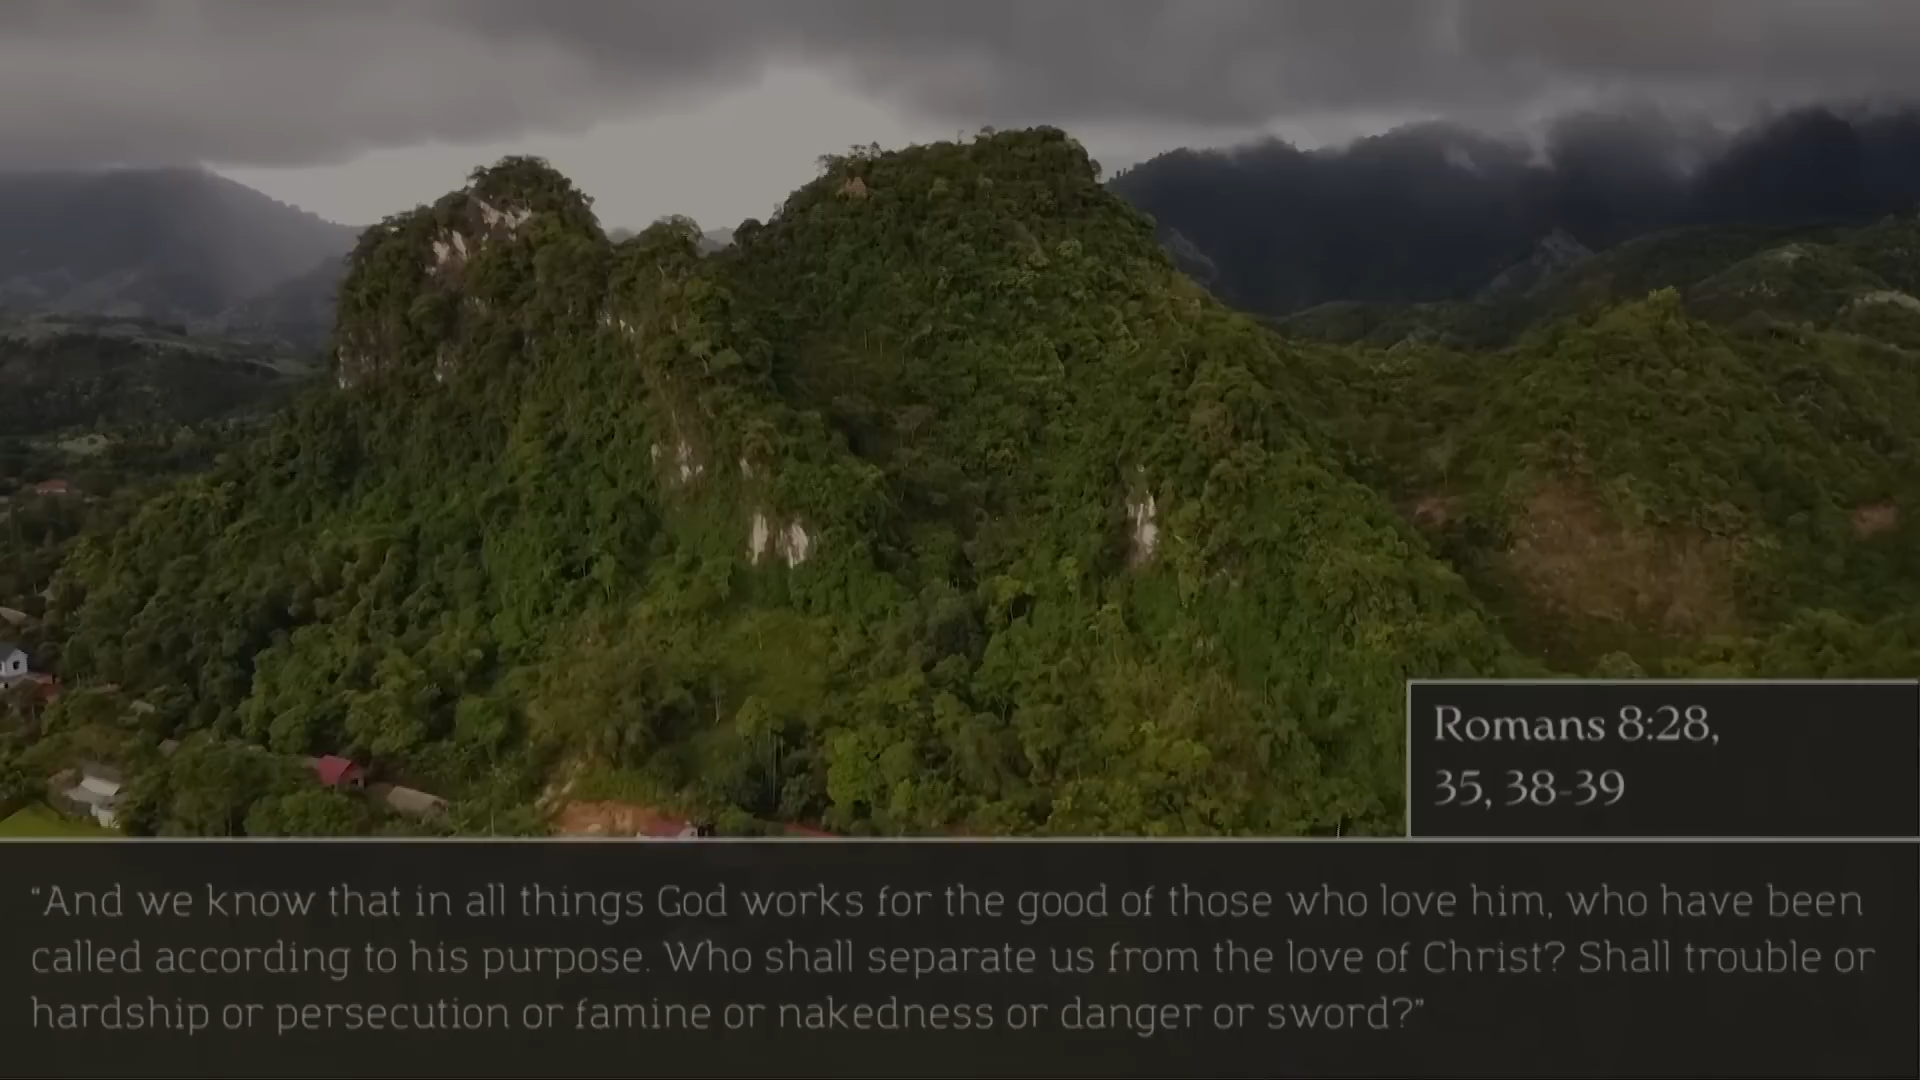 Romans 8:28,
35, 38-39
“And we know that in all things God works for the good of those who love him, who have been
called according to his purpose. Who shall separate us from the love of Christ? Shall trouble or
hardship or persecution or famine or nakedness or danger or sword?”